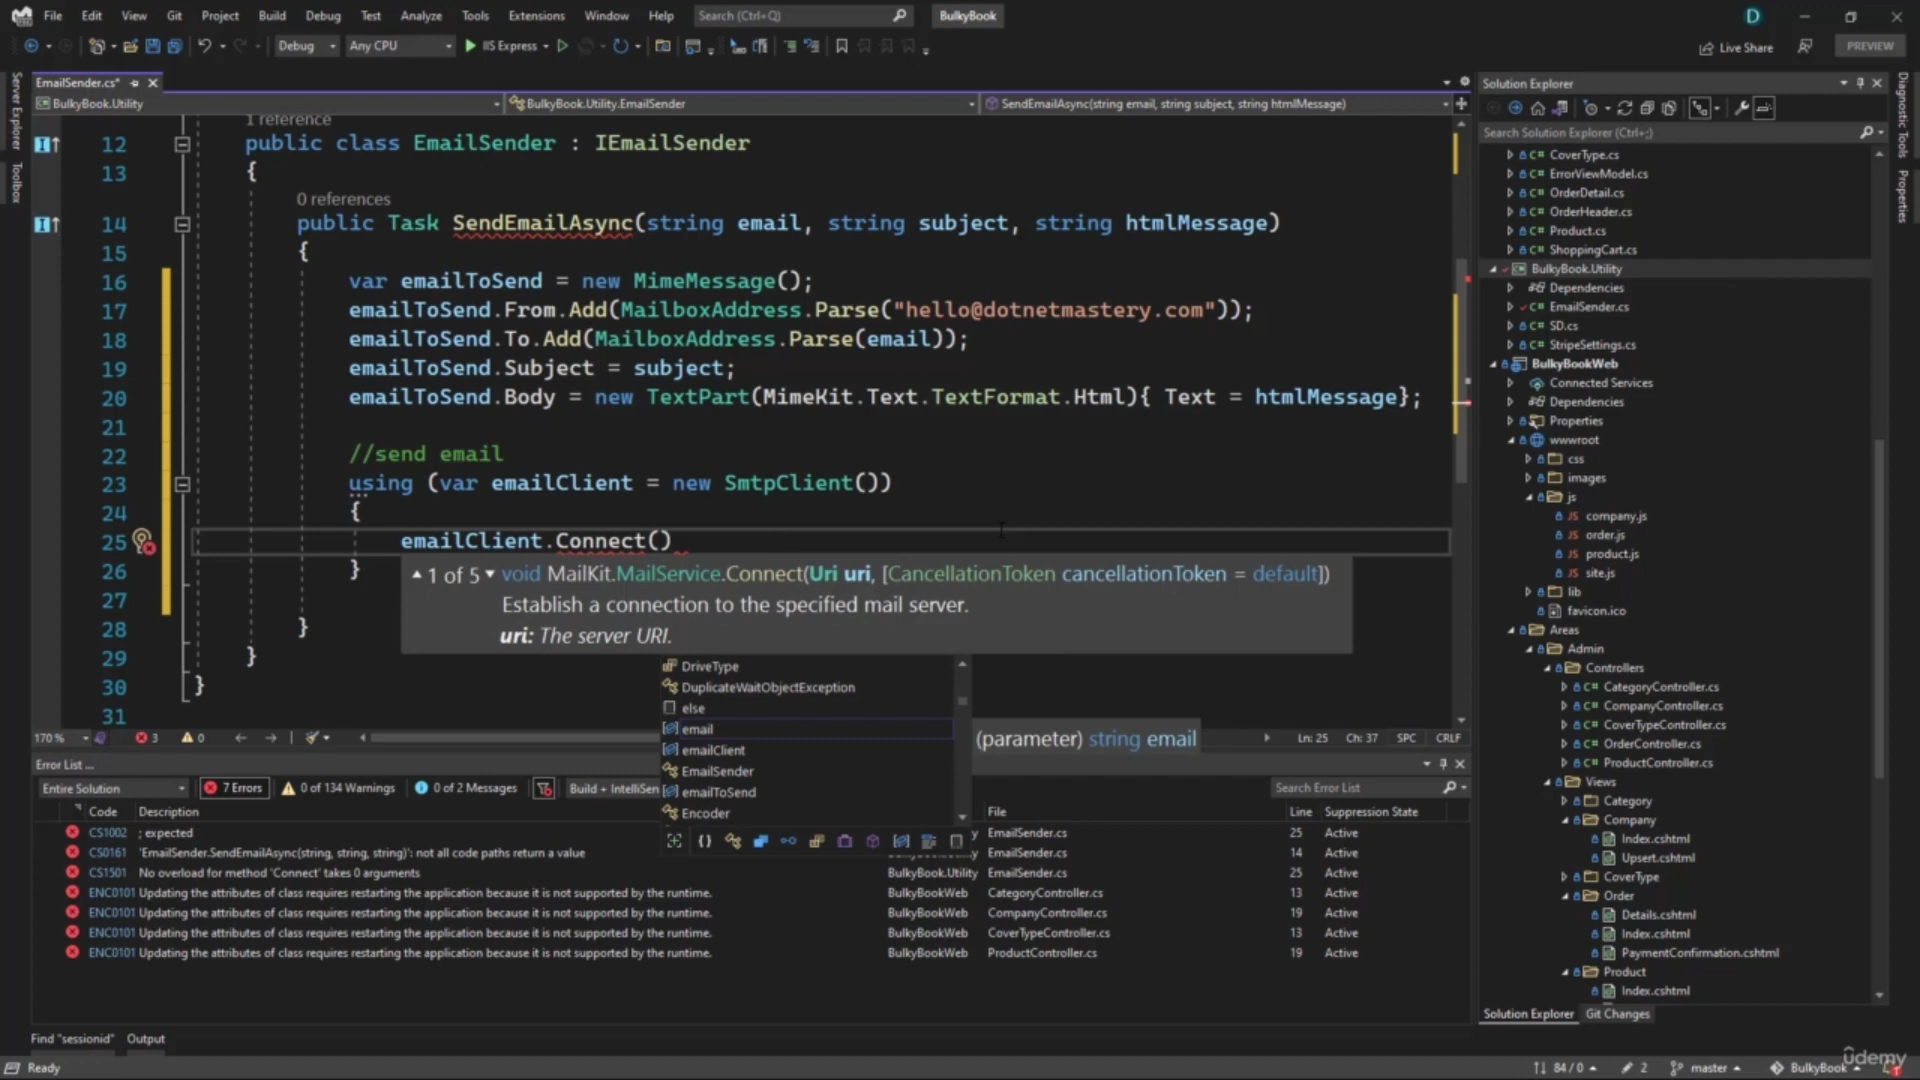 File Edit View Git Project Build Debug Test Analyze Tools Extensions Window Help Search (Ctrl+Q) BulkyBook D
Debug Any CPU IIS Express Live Share PREVIEW
EmailSender.cs*
BulkyBook.Utility BulkyBook.Utility.EmailSender SendEmailAsync(string email, string subject, string htmlMessage)
Server Explorer
Toolbox
1 reference
12 public class EmailSender : IEmailSender
13 {
0 references
14 public Task SendEmailAsync(string email, string subject, string htmlMessage)
15 {
16 var emailToSend = new MimeMessage();
17 emailToSend.From.Add(MailboxAddress.Parse("hello@dotnetmastery.com"));
18 emailToSend.To.Add(MailboxAddress.Parse(email));
19 emailToSend.Subject = subject;
20 emailToSend.Body = new TextPart(MimeKit.Text.TextFormat.Html){ Text = htmlMessage};
21
22 //send email
23 using (var emailClient = new SmtpClient())
24 {
25 emailClient.Connect()
26 }
27
28 }
29 }
30 }
31
1 of 5 void MailKit.MailService.Connect(Uri uri, [CancellationToken cancellationToken = default])
Establish a connection to the specified mail server.
uri: The server URI.
DriveType
DuplicateWaitObjectException
else
email
emailClient
EmailSender
emailToSend
Encoder
(parameter) string email
170 % 3 0 Ln: 25 Ch: 37 SPC CRLF
Error List ...
Entire Solution 7 Errors 0 of 134 Warnings 0 of 2 Messages Build + IntelliSen Search Error List
Code Description File Line Suppression State
CS1002 ; expected EmailSender.cs 25 Active
CS0161 'EmailSender.SendEmailAsync(string, string, string)': not all code paths return a value EmailSender.cs 14 Active
CS1501 No overload for method 'Connect' takes 0 arguments BulkyBook.Utility EmailSender.cs 25 Active
ENC0101 Updating the attributes of class requires restarting the application because it is not supported by the runtime. BulkyBookWeb CategoryController.cs 13 Active
ENC0101 Updating the attributes of class requires restarting the application because it is not supported by the runtime. BulkyBookWeb CompanyController.cs 19 Active
ENC0101 Updating the attributes of class requires restarting the application because it is not supported by the runtime. BulkyBookWeb CoverTypeController.cs 13 Active
ENC0101 Updating the attributes of class requires restarting the application because it is not supported by the runtime. BulkyBookWeb ProductController.cs 19 Active
Find "sessionid" Output
Solution Explorer
Search Solution Explorer (Ctrl+;)
C# CoverType.cs
C# ErrorViewModel.cs
C# OrderDetail.cs
C# OrderHeader.cs
C# Product.cs
C# ShoppingCart.cs
BulkyBook.Utility
Dependencies
C# EmailSender.cs
C# SD.cs
C# StripeSettings.cs
BulkyBookWeb
Connected Services
Dependencies
Properties
wwwroot
css
images
js
JS company.js
JS order.js
JS product.js
JS site.js
lib
favicon.ico
Areas
Admin
Controllers
C# CategoryController.cs
C# CompanyController.cs
C# CoverTypeController.cs
C# OrderController.cs
C# ProductController.cs
Views
Category
Company
Index.cshtml
Upsert.cshtml
CoverType
Order
Details.cshtml
Index.cshtml
PaymentConfirmation.cshtml
Product
Index.cshtml
Solution Explorer Git Changes
Diagnostic Tools
Properties
Ready 84 / 0 2 master BulkyBook
ûdemy